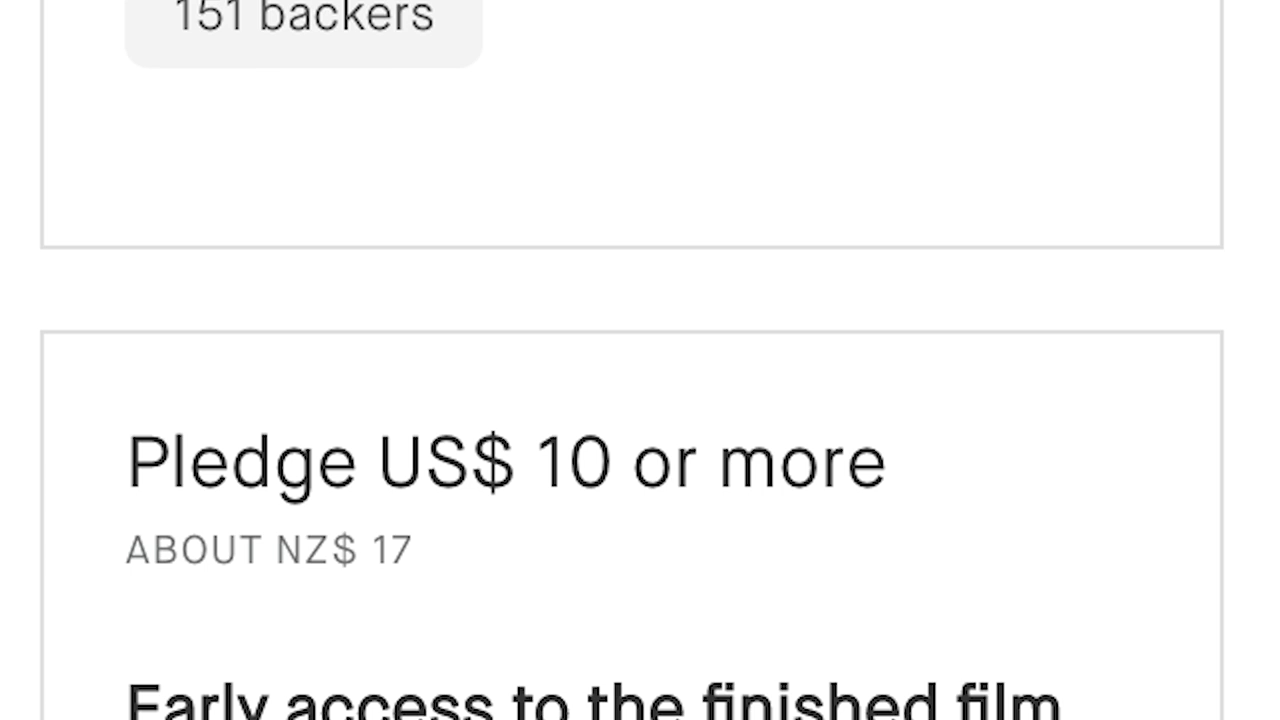 151 backers
Pledge US$ 10 or more
ABOUT NZ$ 17
Early access to the finished film